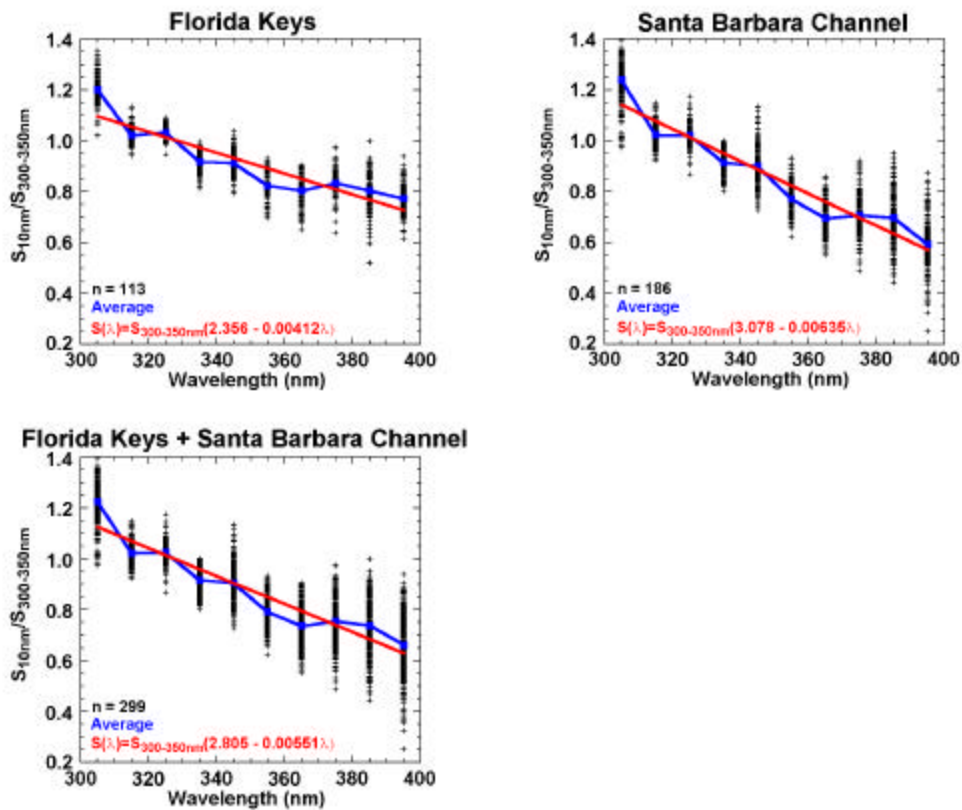 Florida Keys
S10nm/S300-350nm
1.4
1.2
1.0
0.8
0.6
0.4
0.2
n = 113
Average
S(λ)=S300-350nm(2.356 - 0.00412λ)
300 320 340 360 380 400
Wavelength (nm)
Santa Barbara Channel
S10nm/S300-350nm
1.4
1.2
1.0
0.8
0.6
0.4
0.2
n = 186
Average
S(λ)=S300-350nm(3.078 - 0.00635λ)
300 320 340 360 380 400
Wavelength (nm)
Florida Keys + Santa Barbara Channel
S10nm/S300-350nm
1.4
1.2
1.0
0.8
0.6
0.4
0.2
n = 299
Average
S(λ)=S300-350nm(2.805 - 0.00551λ)
300 320 340 360 380 400
Wavelength (nm)